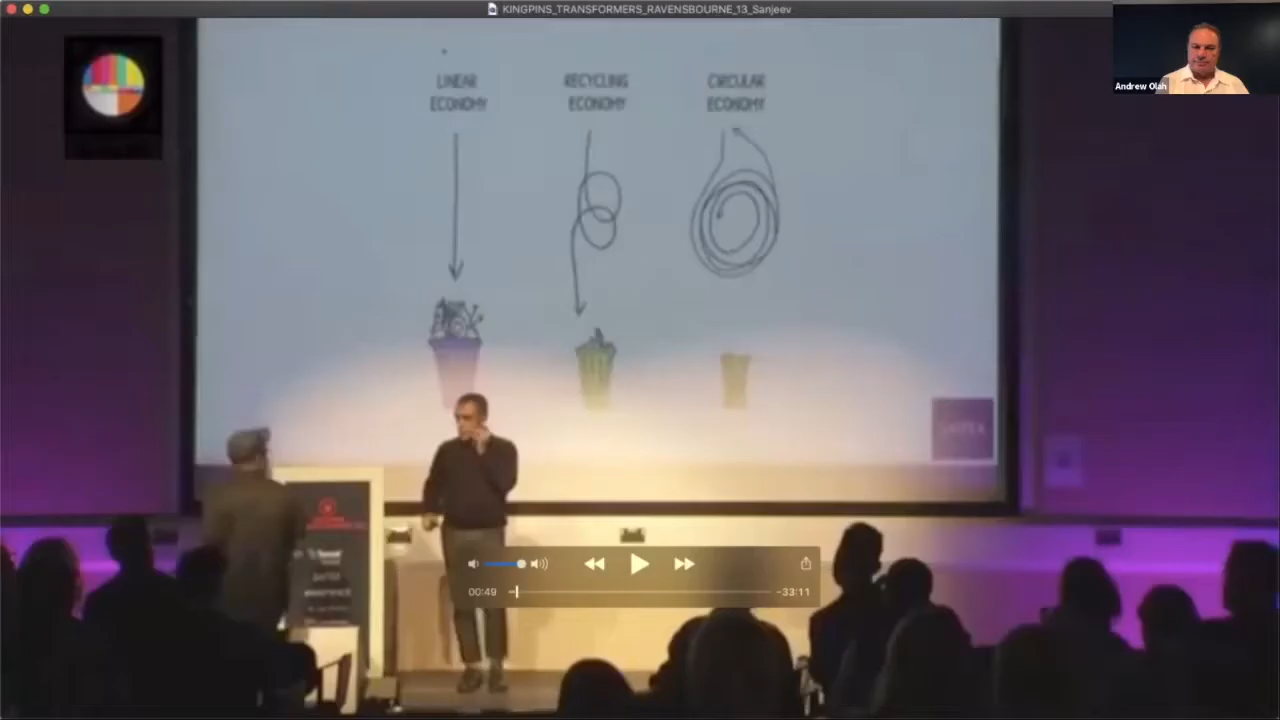 KINGPINS_TRANSFORMERS_RAVENSBOURNE_13_Sanjeev
Andrew Olah
LINEAR
ECONOMY
RECYCLING
ECONOMY
CIRCULAR
ECONOMY
00:49
-33:11